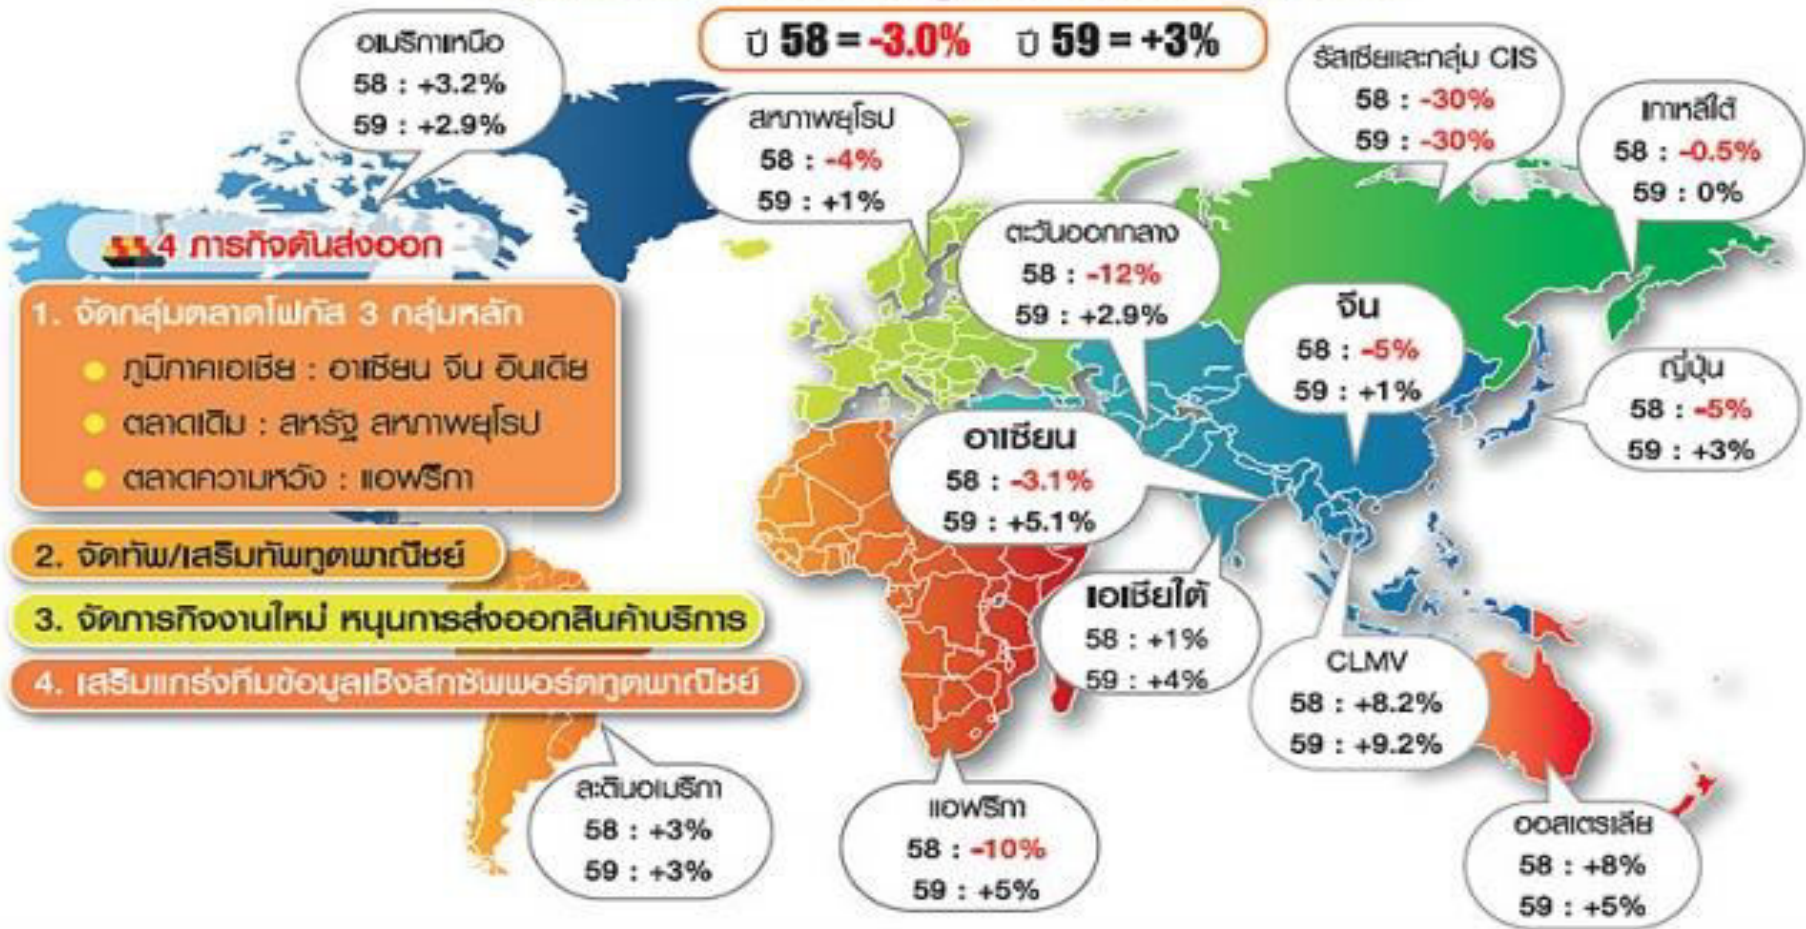 ปี 58 = -3.0% ปี 59 = +3%
อเมริกาเหนือ
58 : +3.2%
59 : +2.9%
สหภาพยุโรป
58 : -4%
59 : +1%
รัสเซียและกลุ่ม CIS
58 : -30%
59 : -30%
เกาหลีใต้
58 : -0.5%
59 : 0%
ตะวันออกกลาง
58 : -12%
59 : +2.9%
จีน
58 : -5%
59 : +1%
ญี่ปุ่น
58 : -5%
59 : +3%
อาเซียน
58 : -3.1%
59 : +5.1%
เอเชียใต้
58 : +1%
59 : +4%
CLMV
58 : +8.2%
59 : +9.2%
ละตินอเมริกา
58 : +3%
59 : +3%
แอฟริกา
58 : -10%
59 : +5%
ออสเตรเลีย
58 : +8%
59 : +5%
4 ภารกิจดันส่งออก
1. จัดกลุ่มตลาดโฟกัส 3 กลุ่มหลัก
ภูมิภาคเอเชีย : อาเซียน จีน อินเดีย
ตลาดเดิม : สหรัฐ สหภาพยุโรป
ตลาดความหวัง : แอฟริกา
2. จัดทัพ/เสริมทัพทูตพาณิชย์
3. จัดภารกิจงานใหม่ หนุนการส่งออกสินค้าบริการ
4. เสริมแกร่งทีมข้อมูลเชิงลึกซัพพอร์ตทูตพาณิชย์